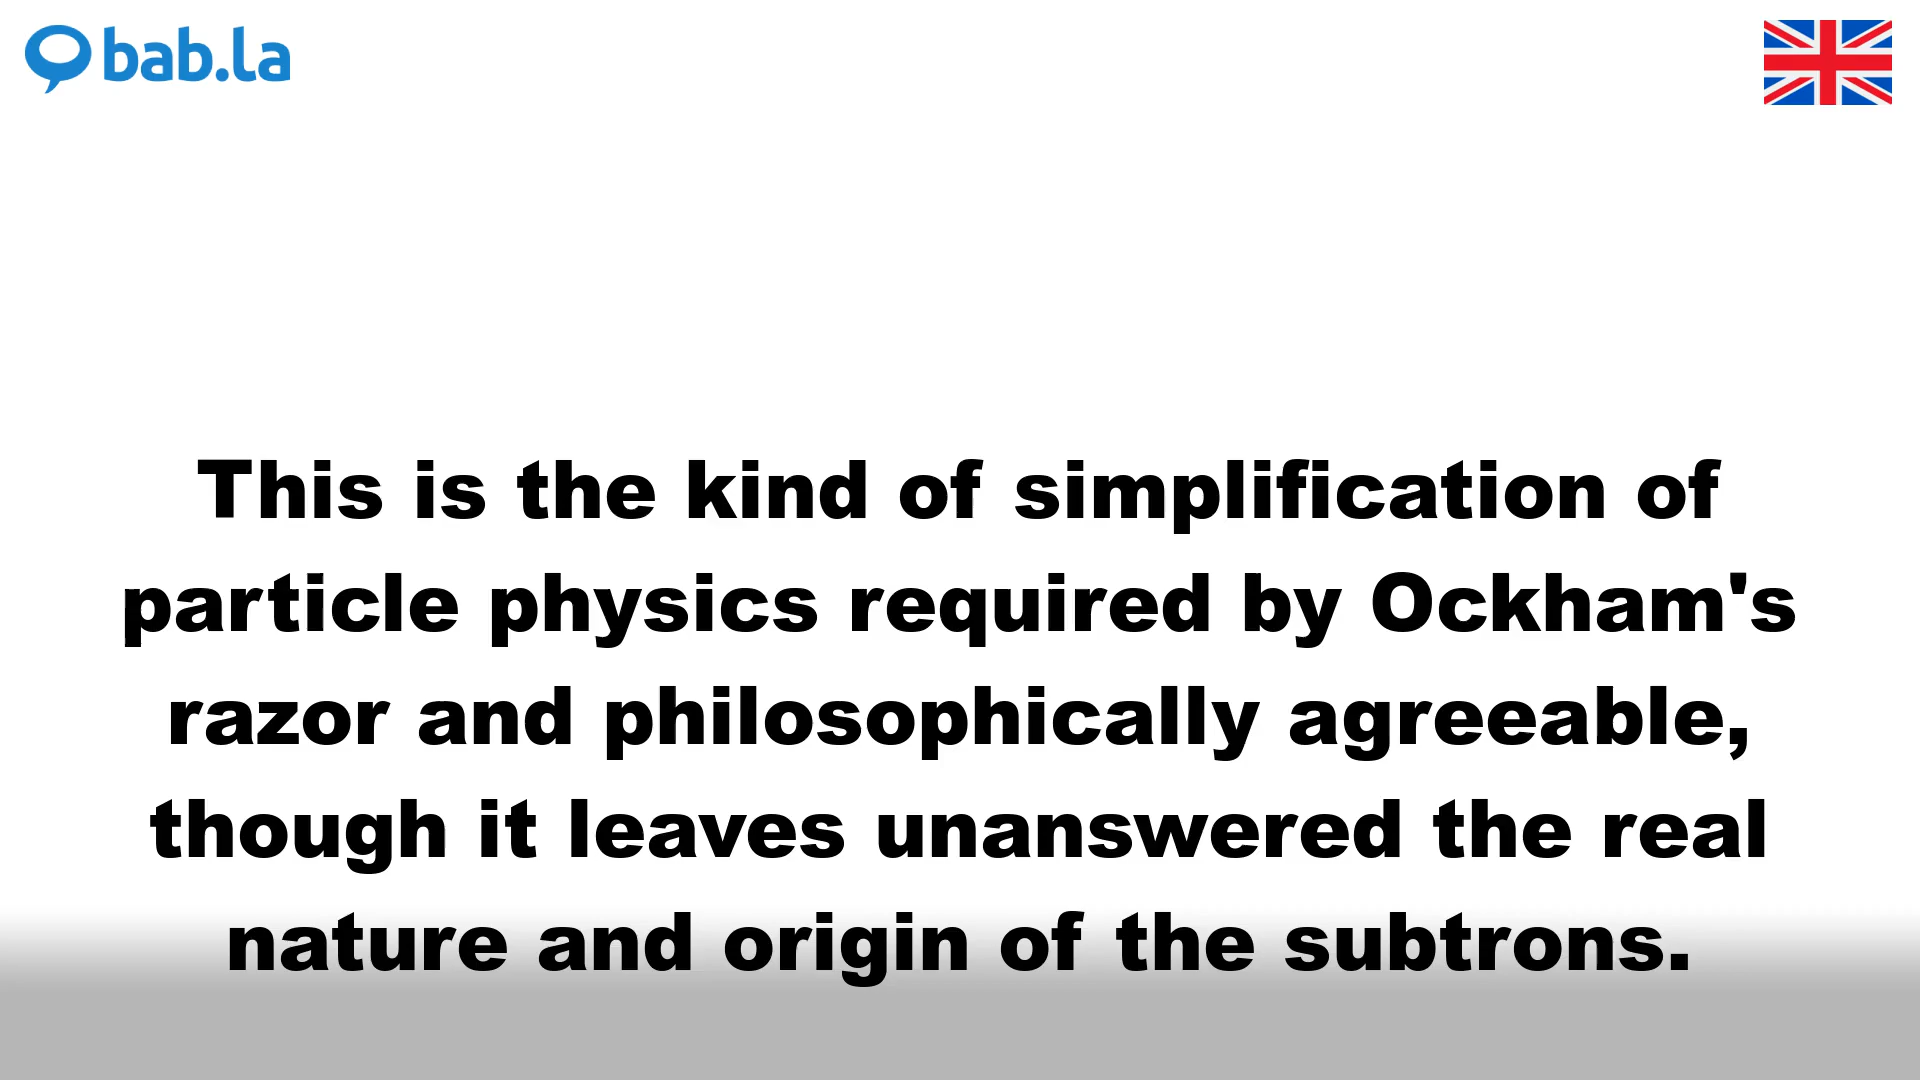 bab.la
This is the kind of simplification of
particle physics required by Ockham's
razor and philosophically agreeable,
though it leaves unanswered the real
nature and origin of the subtrons.